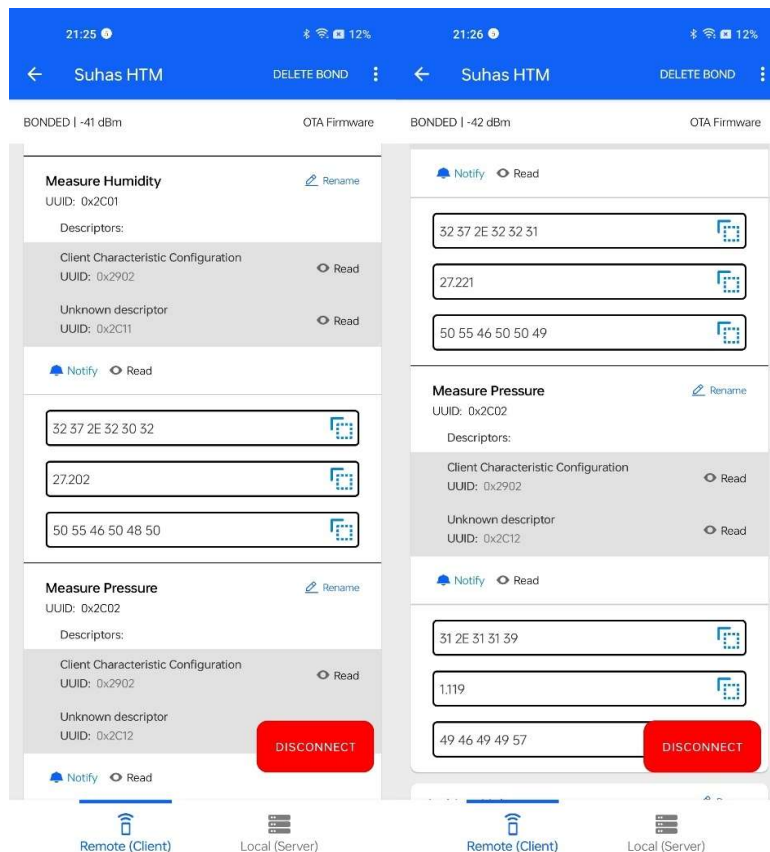 21:25
12%
← Suhas HTM DELETE BOND
BONDED | -41 dBm OTA Firmware
Measure Humidity Rename
UUID: 0x2C01
Descriptors:
Client Characteristic Configuration
UUID: 0x2902 Read
Unknown descriptor
UUID: 0x2C11 Read
Notify Read
32 37 2E 32 30 32
27.202
50 55 46 50 48 50
Measure Pressure Rename
UUID: 0x2C02
Descriptors:
Client Characteristic Configuration
UUID: 0x2902 Read
Unknown descriptor
UUID: 0x2C12
DISCONNECT
Notify Read
Remote (Client) Local (Server)
21:26
12%
← Suhas HTM DELETE BOND
BONDED | -42 dBm OTA Firmware
Notify Read
32 37 2E 32 32 31
27.221
50 55 46 50 50 49
Measure Pressure Rename
UUID: 0x2C02
Descriptors:
Client Characteristic Configuration
UUID: 0x2902 Read
Unknown descriptor
UUID: 0x2C12 Read
Notify Read
31 2E 31 31 39
1.119
49 46 49 49 57
DISCONNECT
Remote (Client) Local (Server)